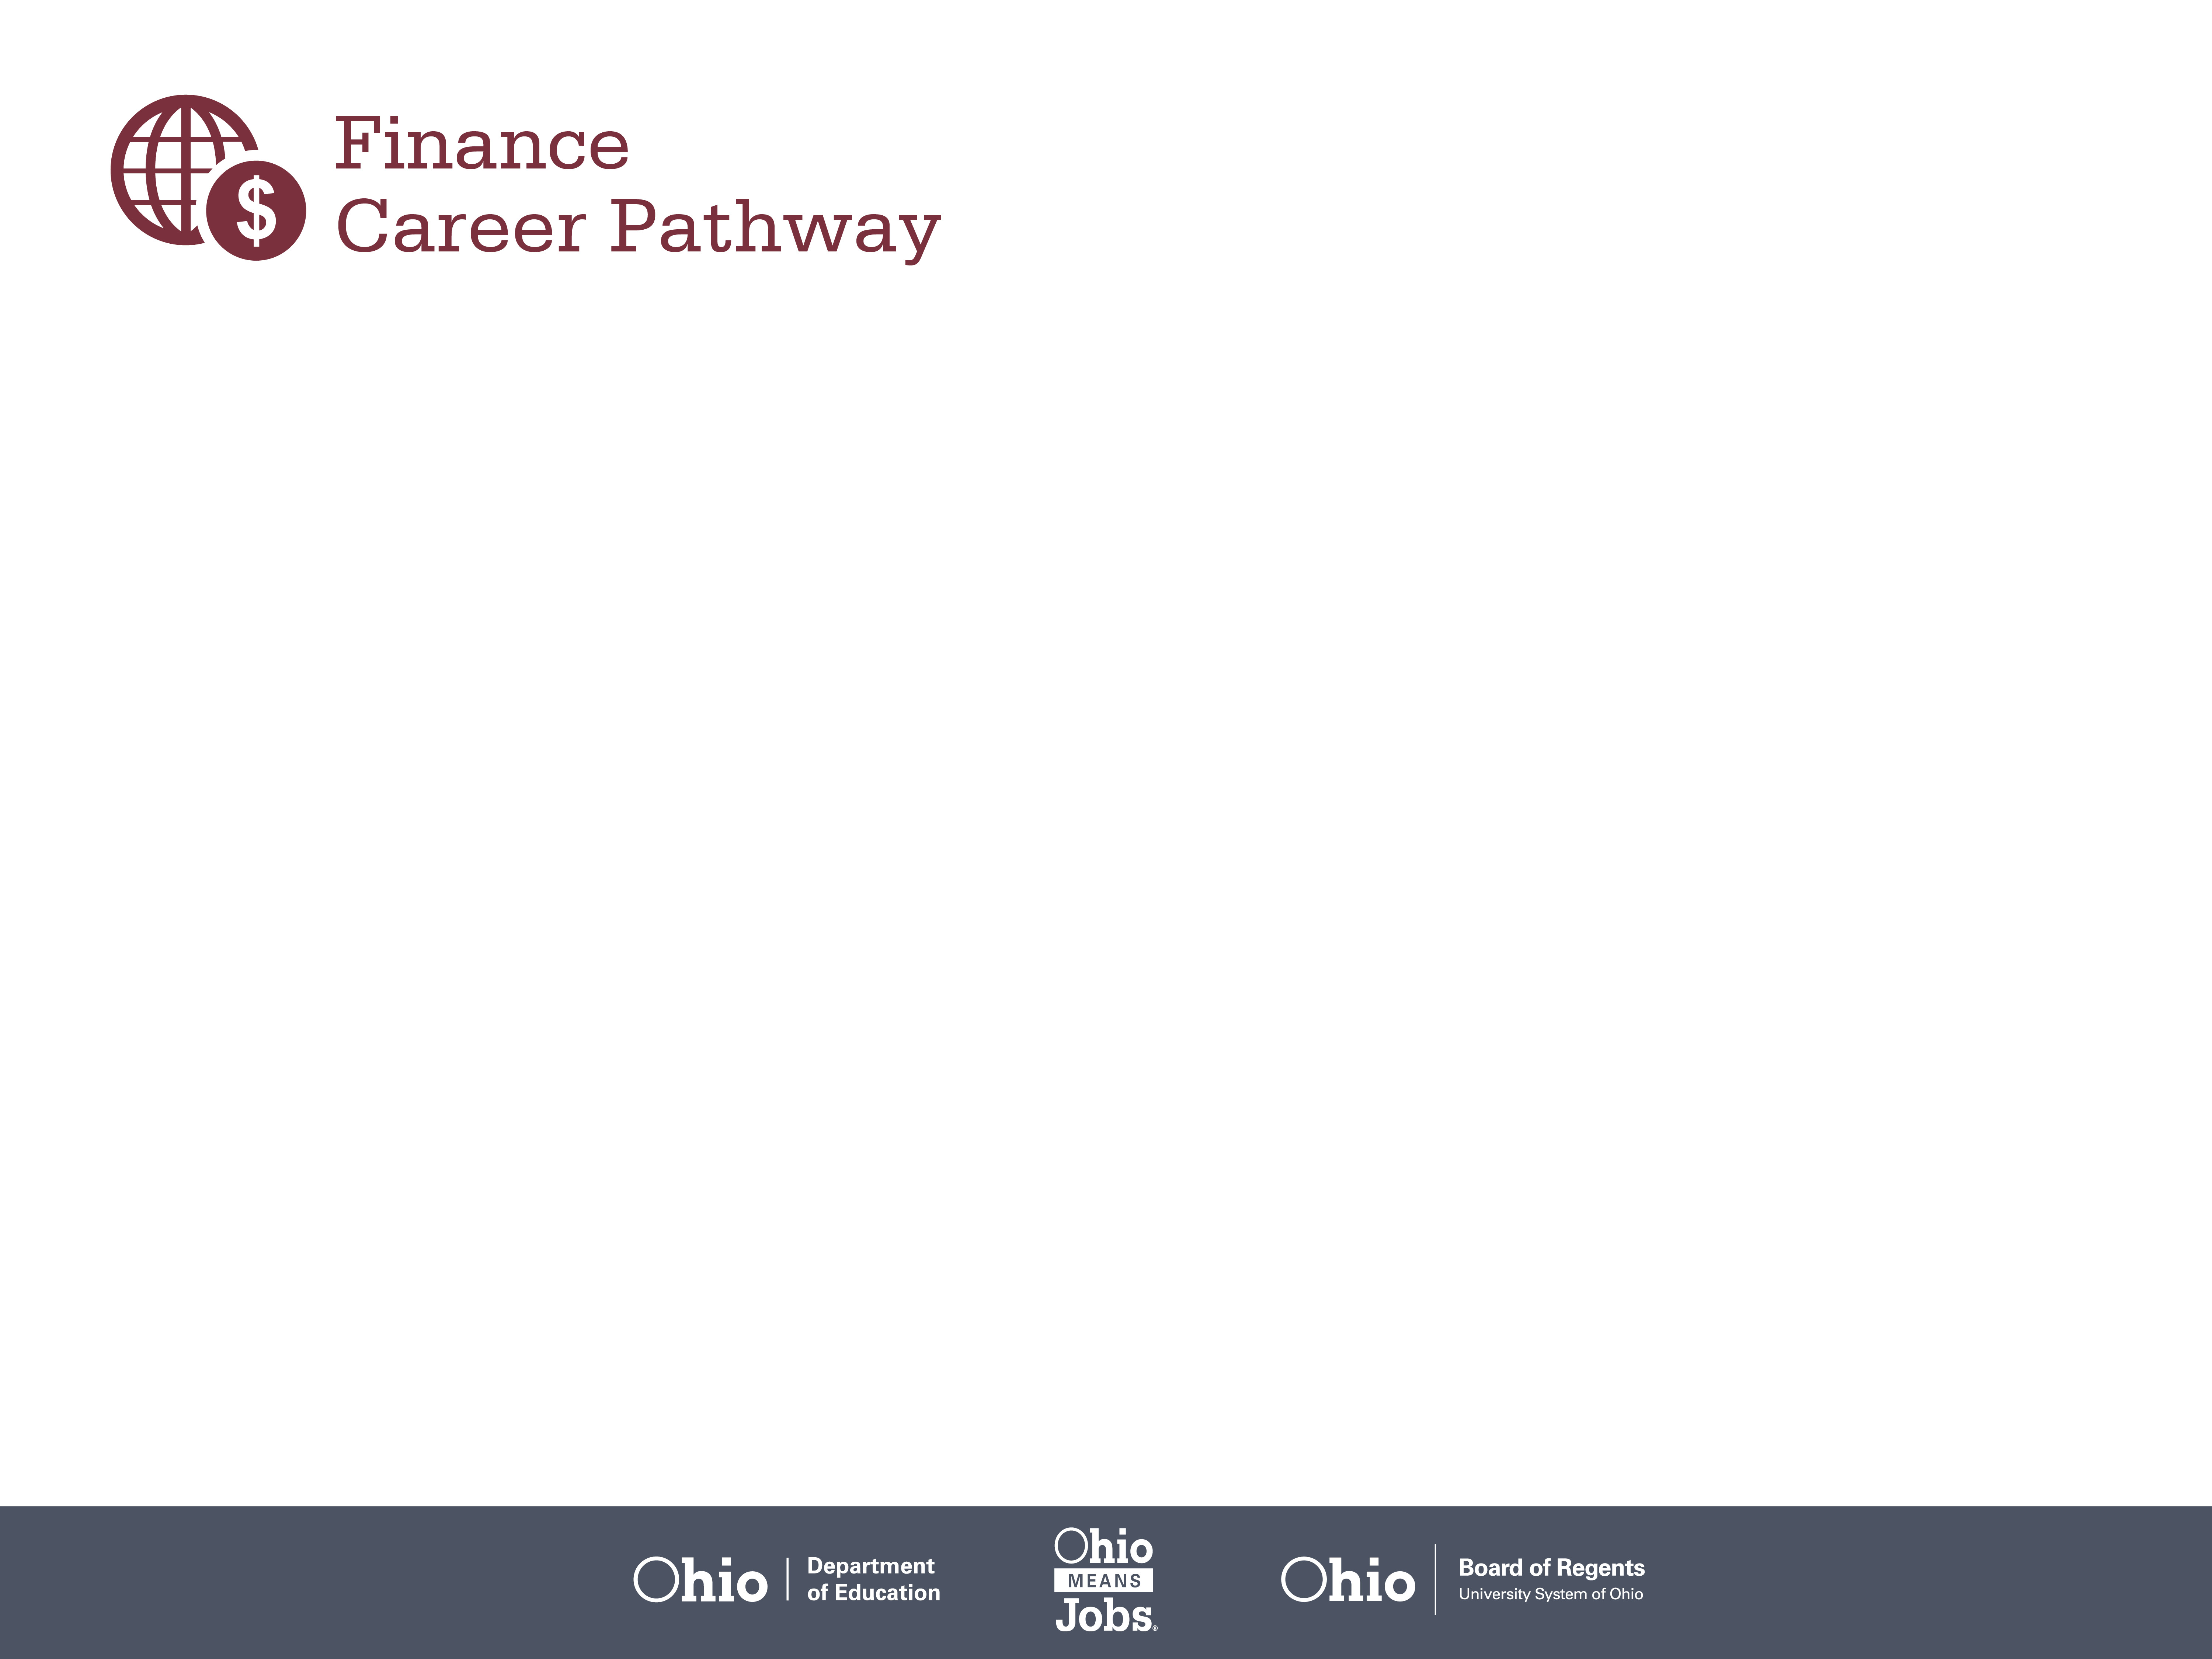 Finance
Career Pathway
$
Ohio
Department
of Education
Ohio
MEANS
Jobs®
Ohio
Board of Regents
University System of Ohio